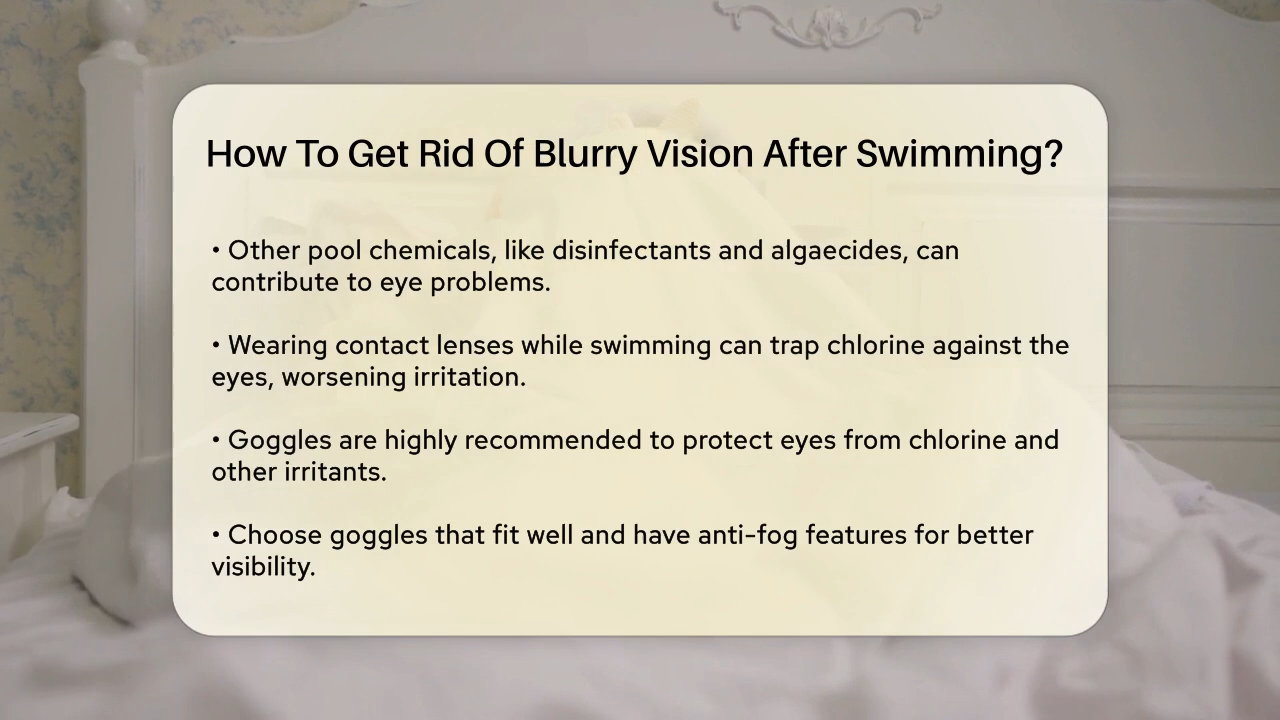 How To Get Rid Of Blurry Vision After Swimming?
• Other pool chemicals, like disinfectants and algaecides, can
contribute to eye problems.
• Wearing contact lenses while swimming can trap chlorine against the
eyes, worsening irritation.
• Goggles are highly recommended to protect eyes from chlorine and
other irritants.
• Choose goggles that fit well and have anti-fog features for better
visibility.